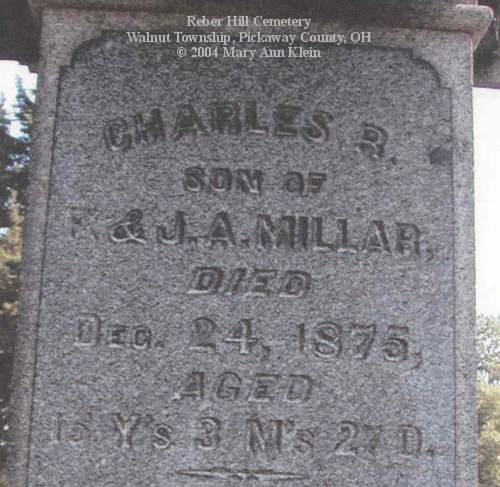 Reber Hill Cemetery
Walnut Township, Pickaway County, OH
© 2004 Mary Ann Klein
CHARLES R.
SON OF
F. & J. A. MILLAR,
DIED
DEC. 24, 1875,
AGED
15 Y's 3 M's 27 D.